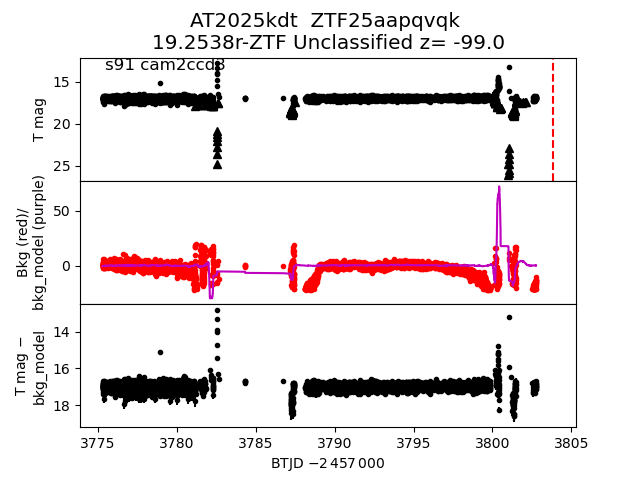 AT2025kdt  ZTF25aapqvqk
19.2538r-ZTF Unclassified z= -99.0
s91 cam2ccd3
T mag
15
20
25
Bkg (red)/
bkg_model (purple)
50
0
T mag −
bkg_model
14
16
18
3775
3780
3785
3790
3795
3800
3805
BTJD −2 457 000